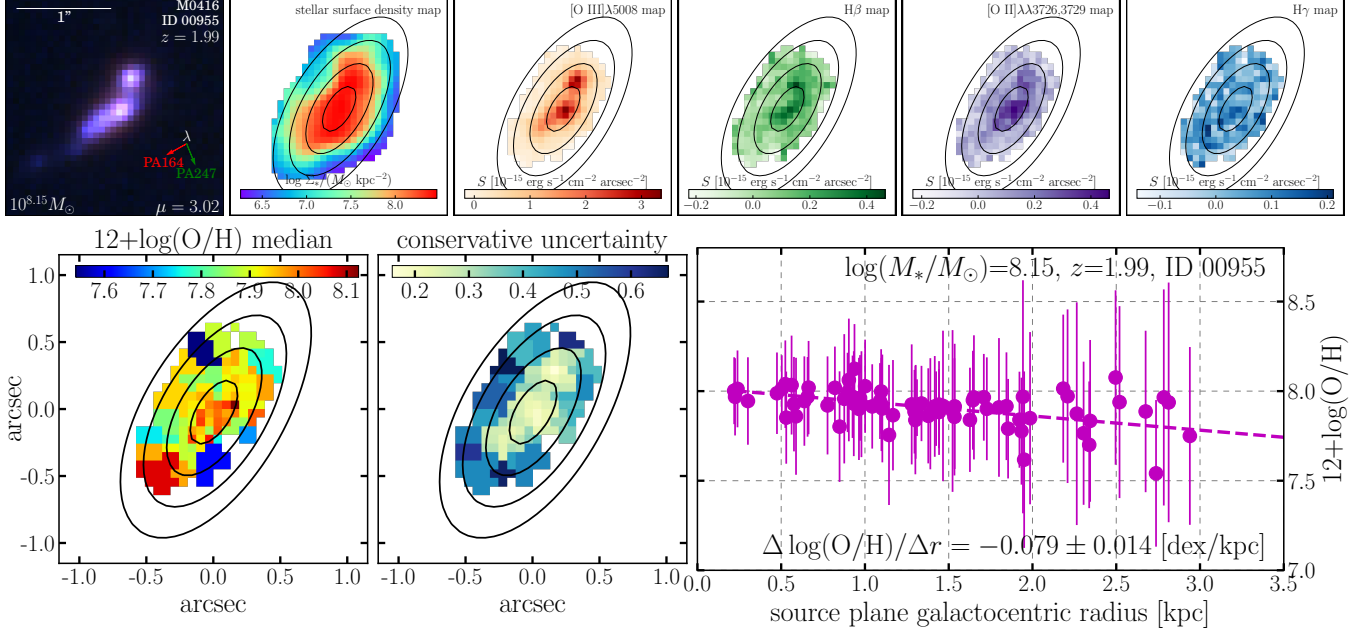 1"
M0416
ID 00955
z = 1.99
λ
PA164
PA247
10^8.15 M⊙
μ = 3.02
stellar surface density map
6.5 7.0 7.5 8.0
[O III]λ5008 map
S [10^−15 erg s^−1 cm^−2 arcsec^−2]
0 1 2 3
Hβ map
S [10^−15 erg s^−1 cm^−2 arcsec^−2]
−0.2 0.0 0.2 0.4
[O II]λλ3726,3729 map
S [10^−15 erg s^−1 cm^−2 arcsec^−2]
−0.2 0.0 0.2 0.4
Hγ map
S [10^−15 erg s^−1 cm^−2 arcsec^−2]
−0.1 0.0 0.1 0.2
12+log(O/H) median
7.6 7.7 7.8 7.9 8.0 8.1
1.0
0.5
0.0
-0.5
-1.0
arcsec
-1.0 -0.5 0.0 0.5 1.0
arcsec
conservative uncertainty
0.2 0.3 0.4 0.5 0.6
-1.0 -0.5 0.0 0.5 1.0
arcsec
log(M*/M⊙)=8.15, z=1.99, ID 00955
8.5
8.0
7.5
7.0
12+log(O/H)
Δ log(O/H)/Δr = −0.079 ± 0.014 [dex/kpc]
0.0 0.5 1.0 1.5 2.0 2.5 3.0 3.5
source plane galactocentric radius [kpc]